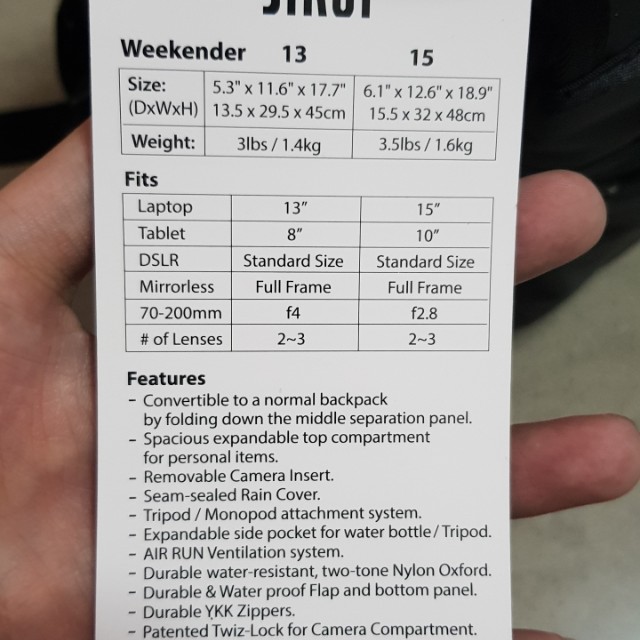 Weekender 13 15
Size: 5.3" x 11.6" x 17.7" 6.1" x 12.6" x 18.9"
(DxWxH) 13.5 x 29.5 x 45cm 15.5 x 32 x 48cm
Weight: 3lbs / 1.4kg 3.5lbs / 1.6kg
Fits
Laptop 13" 15"
Tablet 8" 10"
DSLR Standard Size Standard Size
Mirrorless Full Frame Full Frame
70-200mm f4 f2.8
# of Lenses 2~3 2~3
Features
- Convertible to a normal backpack
by folding down the middle separation panel.
- Spacious expandable top compartment
for personal items.
- Removable Camera Insert.
- Seam-sealed Rain Cover.
- Tripod / Monopod attachment system.
- Expandable side pocket for water bottle / Tripod.
- AIR RUN Ventilation system.
- Durable water-resistant, two-tone Nylon Oxford.
- Durable & Water proof Flap and bottom panel.
- Durable YKK Zippers.
- Patented Twiz-Lock for Camera Compartment.